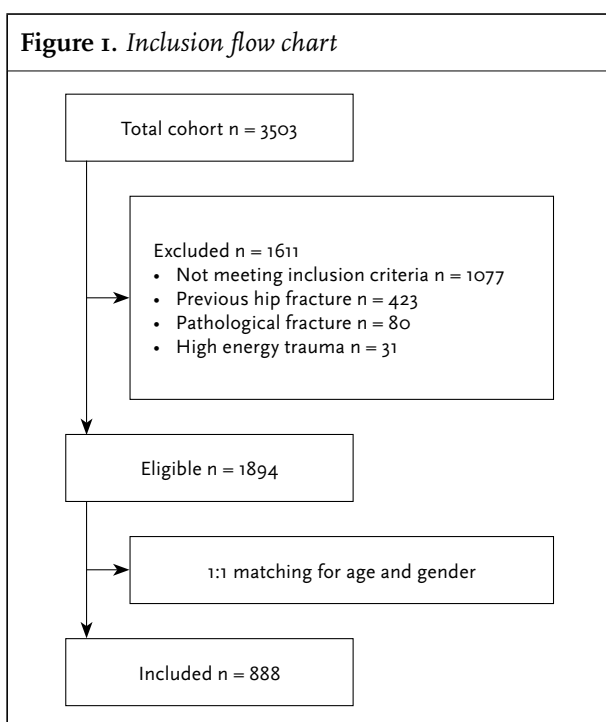 Figure 1. Inclusion flow chart
Total cohort n = 3503
Excluded n = 1611
• Not meeting inclusion criteria n = 1077
• Previous hip fracture n = 423
• Pathological fracture n = 80
• High energy trauma n = 31
Eligible n = 1894
1:1 matching for age and gender
Included n = 888